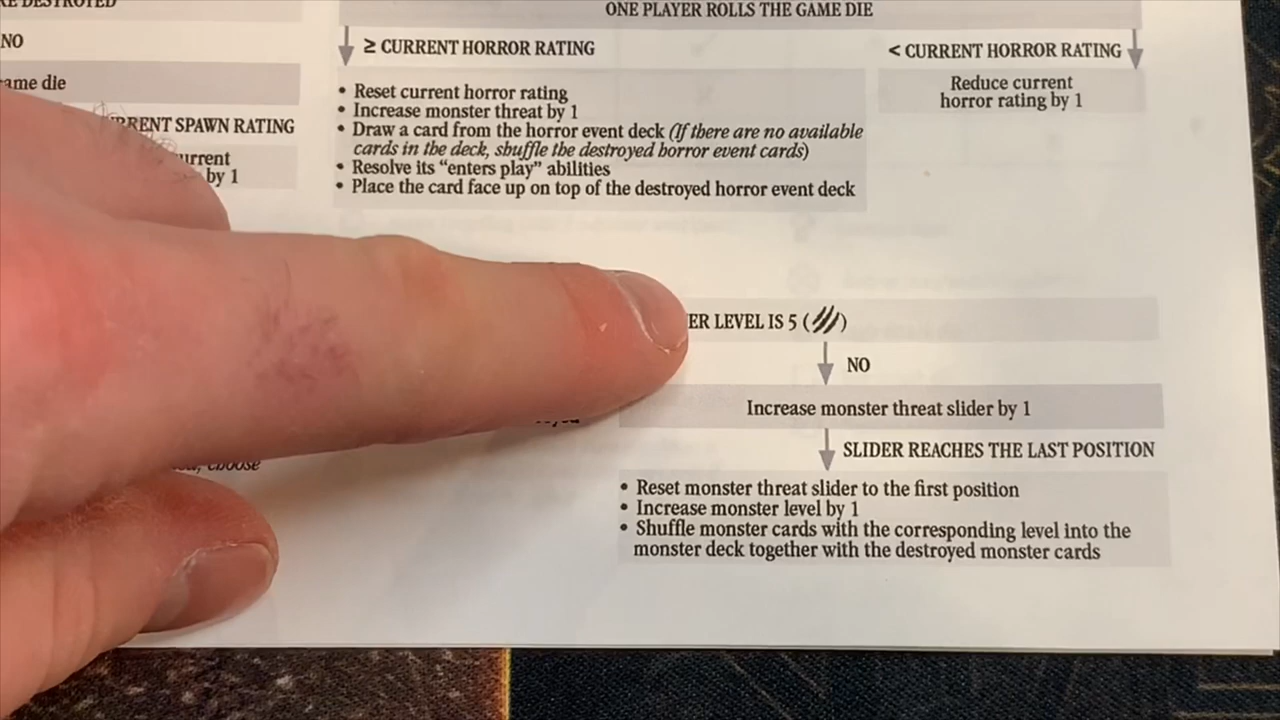 DESTROYED
NO
ame die
RRENT SPAWN RATING
urrent
by 1
ONE PLAYER ROLLS THE GAME DIE
≥ CURRENT HORROR RATING
• Reset current horror rating
• Increase monster threat by 1
• Draw a card from the horror event deck (If there are no available
cards in the deck, shuffle the destroyed horror event cards)
• Resolve its “enters play” abilities
• Place the card face up on top of the destroyed horror event deck
< CURRENT HORROR RATING
Reduce current
horror rating by 1
ER LEVEL IS 5 ( )
NO
Increase monster threat slider by 1
SLIDER REACHES THE LAST POSITION
• Reset monster threat slider to the first position
• Increase monster level by 1
• Shuffle monster cards with the corresponding level into the
monster deck together with the destroyed monster cards
choose